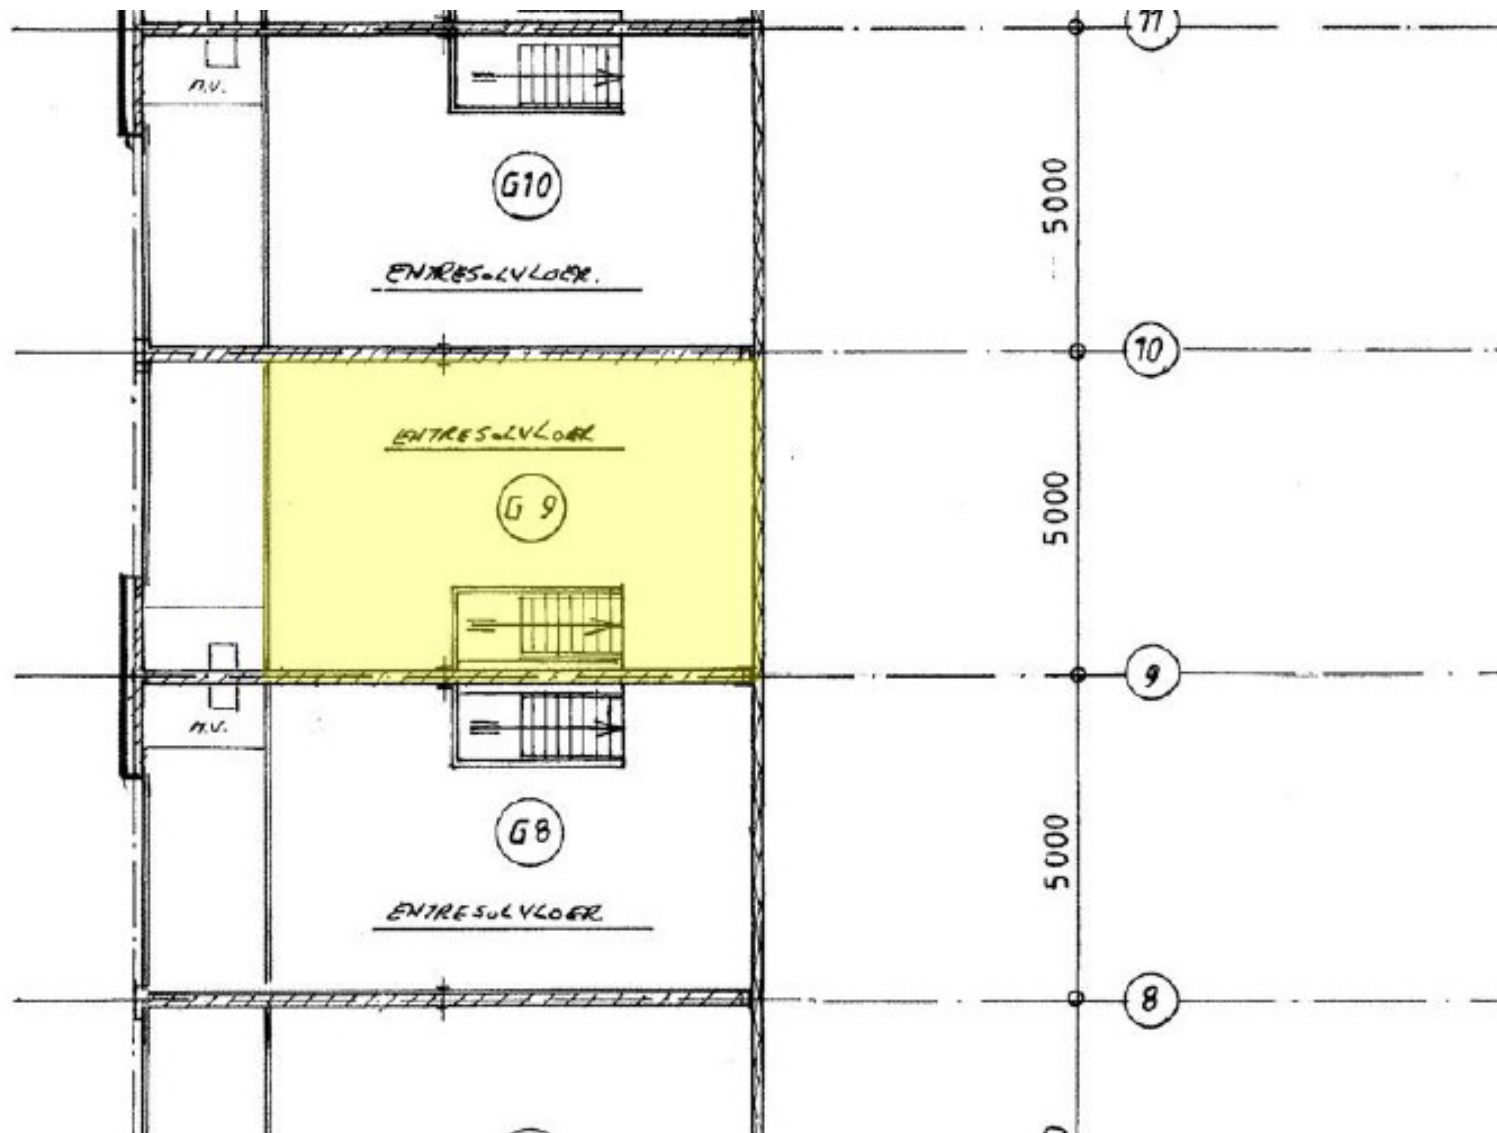 11
n.v.
5000
G10
ENTRESOLVLOER.
10
ENTRESOLVLOER
G 9
5000
9
n.v.
G8
5000
ENTRESOLVLOER
8